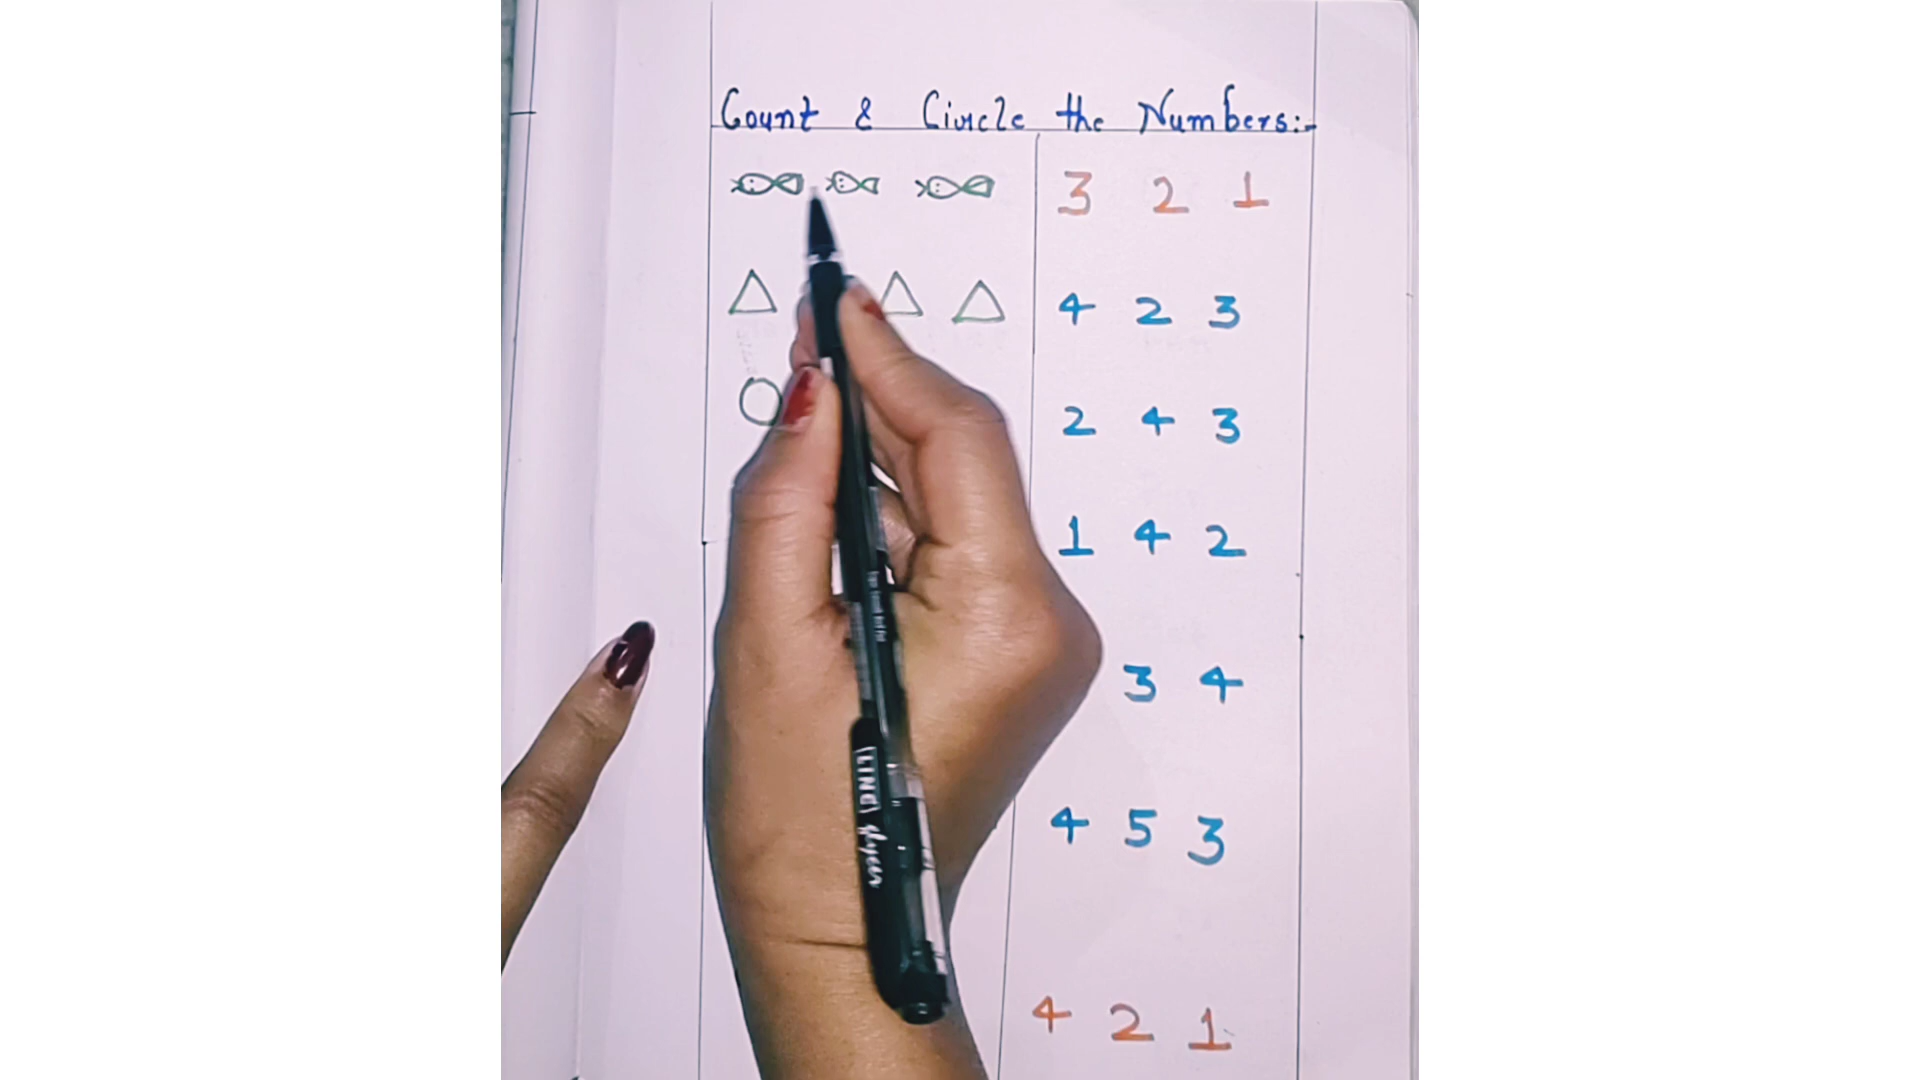 Count & Circle the Numbers:-
3 2 1
4 2 3
2 4 3
1 4 2
3 4
4 5 3
4 2 1
LINC